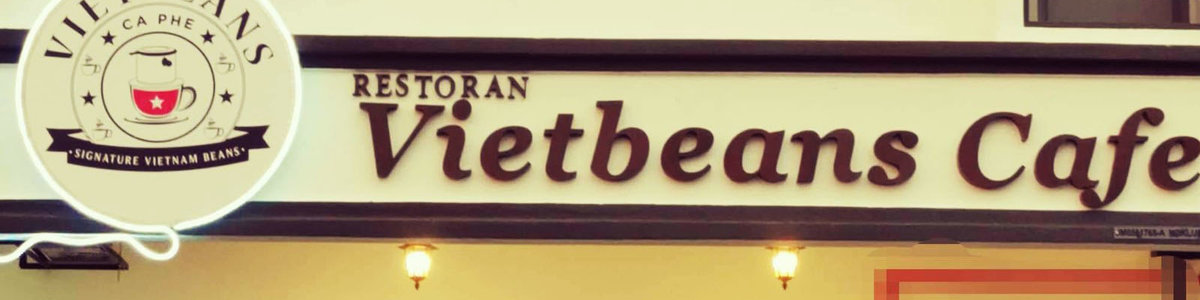 VIETBEANS
CA PHE
SIGNATURE VIETNAM BEANS
RESTORAN
Vietbeans Cafe